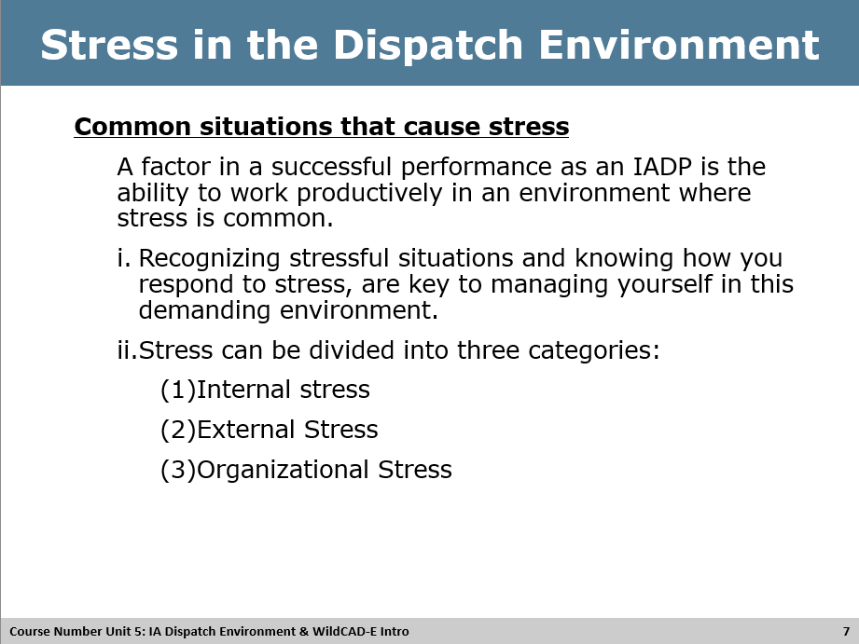 Stress in the Dispatch Environment
Common situations that cause stress
A factor in a successful performance as an IADP is the
ability to work productively in an environment where
stress is common.
i. Recognizing stressful situations and knowing how you
respond to stress, are key to managing yourself in this
demanding environment.
ii.Stress can be divided into three categories:
(1)Internal stress
(2)External Stress
(3)Organizational Stress
Course Number Unit 5: IA Dispatch Environment & WildCAD-E Intro 7